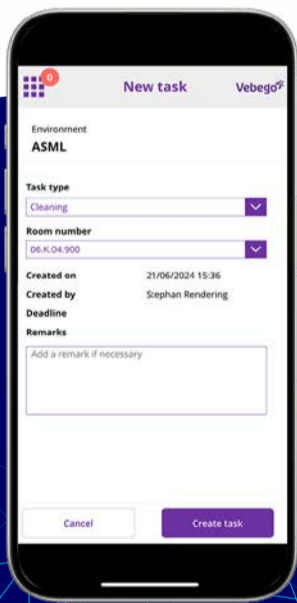 0
New task
Vebego
Environment
ASML
Task type
Cleaning
Room number
06.K.04.900
Created on 21/06/2024 15:36
Created by Stephan Rendering
Deadline
Remarks
Add a remark if necessary
Cancel
Create task